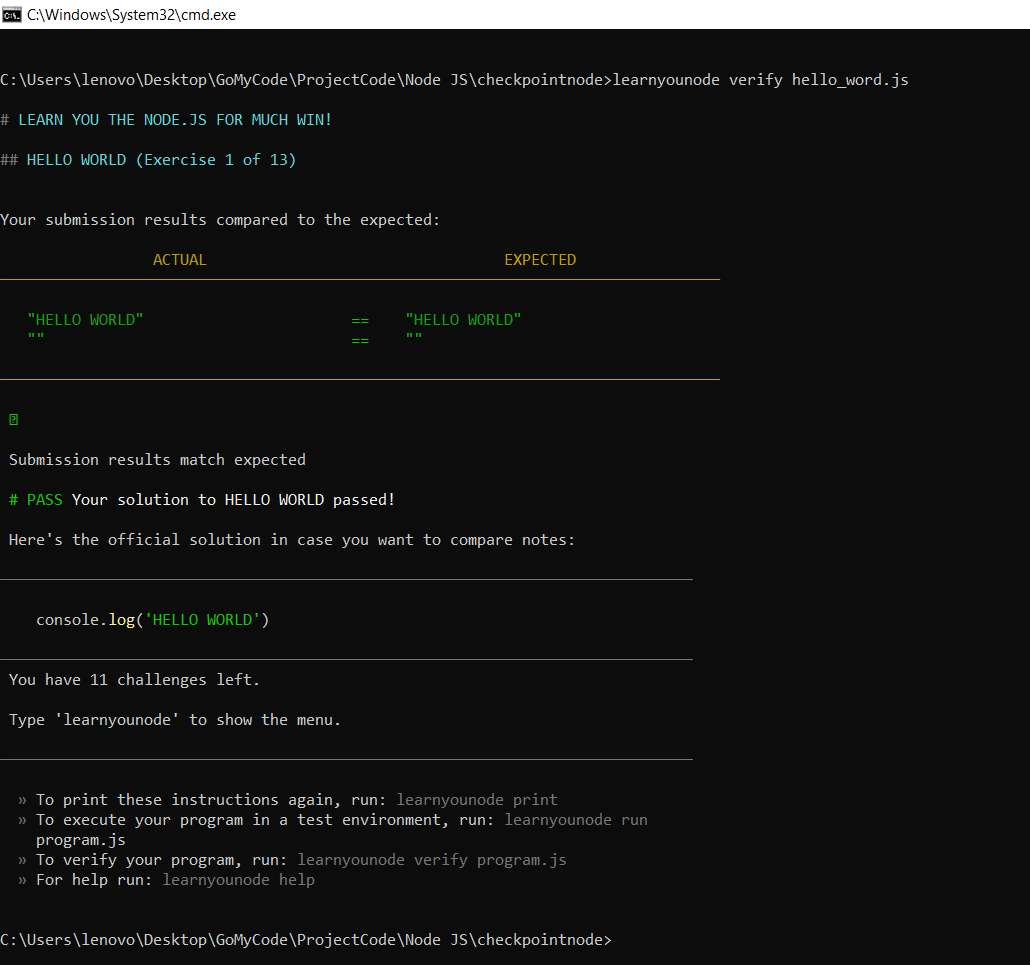 C:\Windows\System32\cmd.exe
C:\Users\lenovo\Desktop\GoMyCode\ProjectCode\Node JS\checkpointnode>learnyounode verify hello_word.js
# LEARN YOU THE NODE.JS FOR MUCH WIN!
## HELLO WORLD (Exercise 1 of 13)
Your submission results compared to the expected:
ACTUAL EXPECTED
"HELLO WORLD" == "HELLO WORLD"
"" == ""
Submission results match expected
# PASS Your solution to HELLO WORLD passed!
Here's the official solution in case you want to compare notes:
console.log('HELLO WORLD')
You have 11 challenges left.
Type 'learnyounode' to show the menu.
» To print these instructions again, run: learnyounode print
» To execute your program in a test environment, run: learnyounode run
program.js
» To verify your program, run: learnyounode verify program.js
» For help run: learnyounode help
C:\Users\lenovo\Desktop\GoMyCode\ProjectCode\Node JS\checkpointnode>